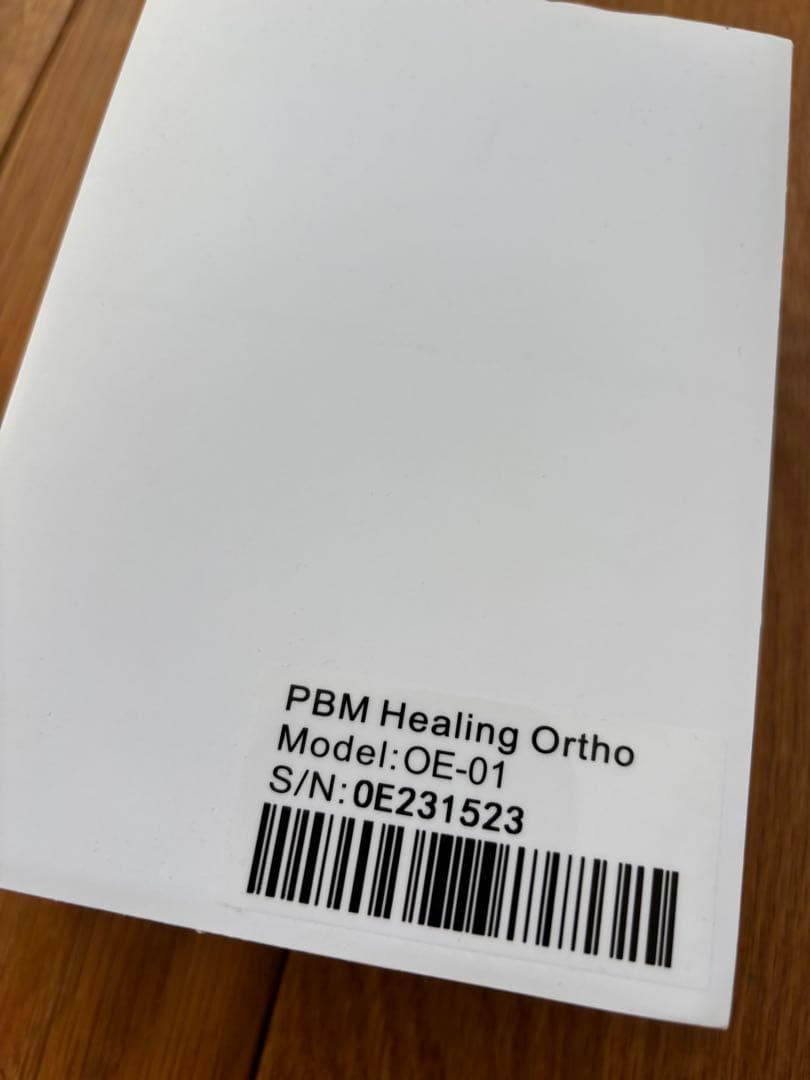 PBM Healing Ortho
Model:OE-01
S/N:0E231523